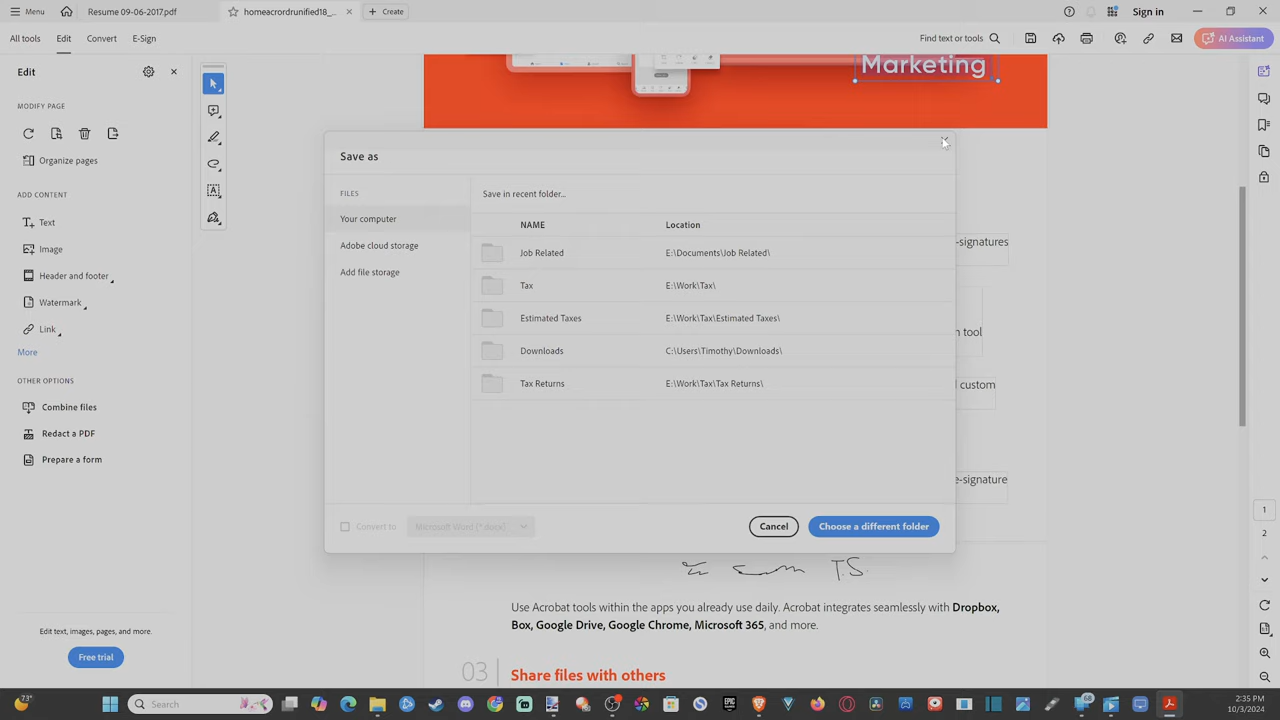 Menu
Resume 09-06-2017.pdf
homeacrordrunified18_...
Create
Sign in
All tools
Edit
Convert
E-Sign
Find text or tools
AI Assistant
Edit
MODIFY PAGE
Organize pages
ADD CONTENT
Text
Image
Header and footer
Watermark
Link
More
OTHER OPTIONS
Combine files
Redact a PDF
Prepare a form
Edit text, images, pages, and more.
Free trial
Marketing
Save as
FILES
Your computer
Adobe cloud storage
Add file storage
Save in recent folder...
NAME Location
Job Related E:\Documents\Job Related\
Tax E:\Work\Tax\
Estimated Taxes E:\Work\Tax\Estimated Taxes\
Downloads C:\Users\Timothy\Downloads\
Tax Returns E:\Work\Tax\Tax Returns\
Convert to Microsoft Word (*.docx)
Cancel
Choose a different folder
-signatures
n tool
d custom
e-signature
T.S.
Use Acrobat tools within the apps you already use daily. Acrobat integrates seamlessly with Dropbox,
Box, Google Drive, Google Chrome, Microsoft 365, and more.
03 Share files with others
1
2
73°
Search
68
2:35 PM
10/3/2024